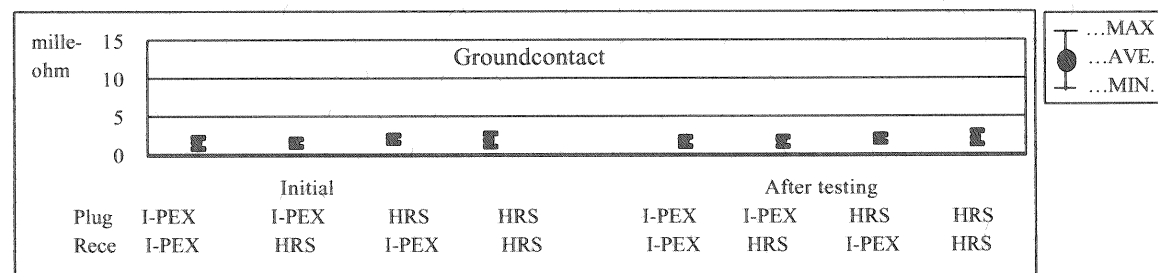 mille-
ohm
15
10
5
0
Groundcontact
...MAX
...AVE.
...MIN.
Initial After testing
Plug I-PEX I-PEX HRS HRS I-PEX I-PEX HRS HRS
Rece I-PEX HRS I-PEX HRS I-PEX HRS I-PEX HRS